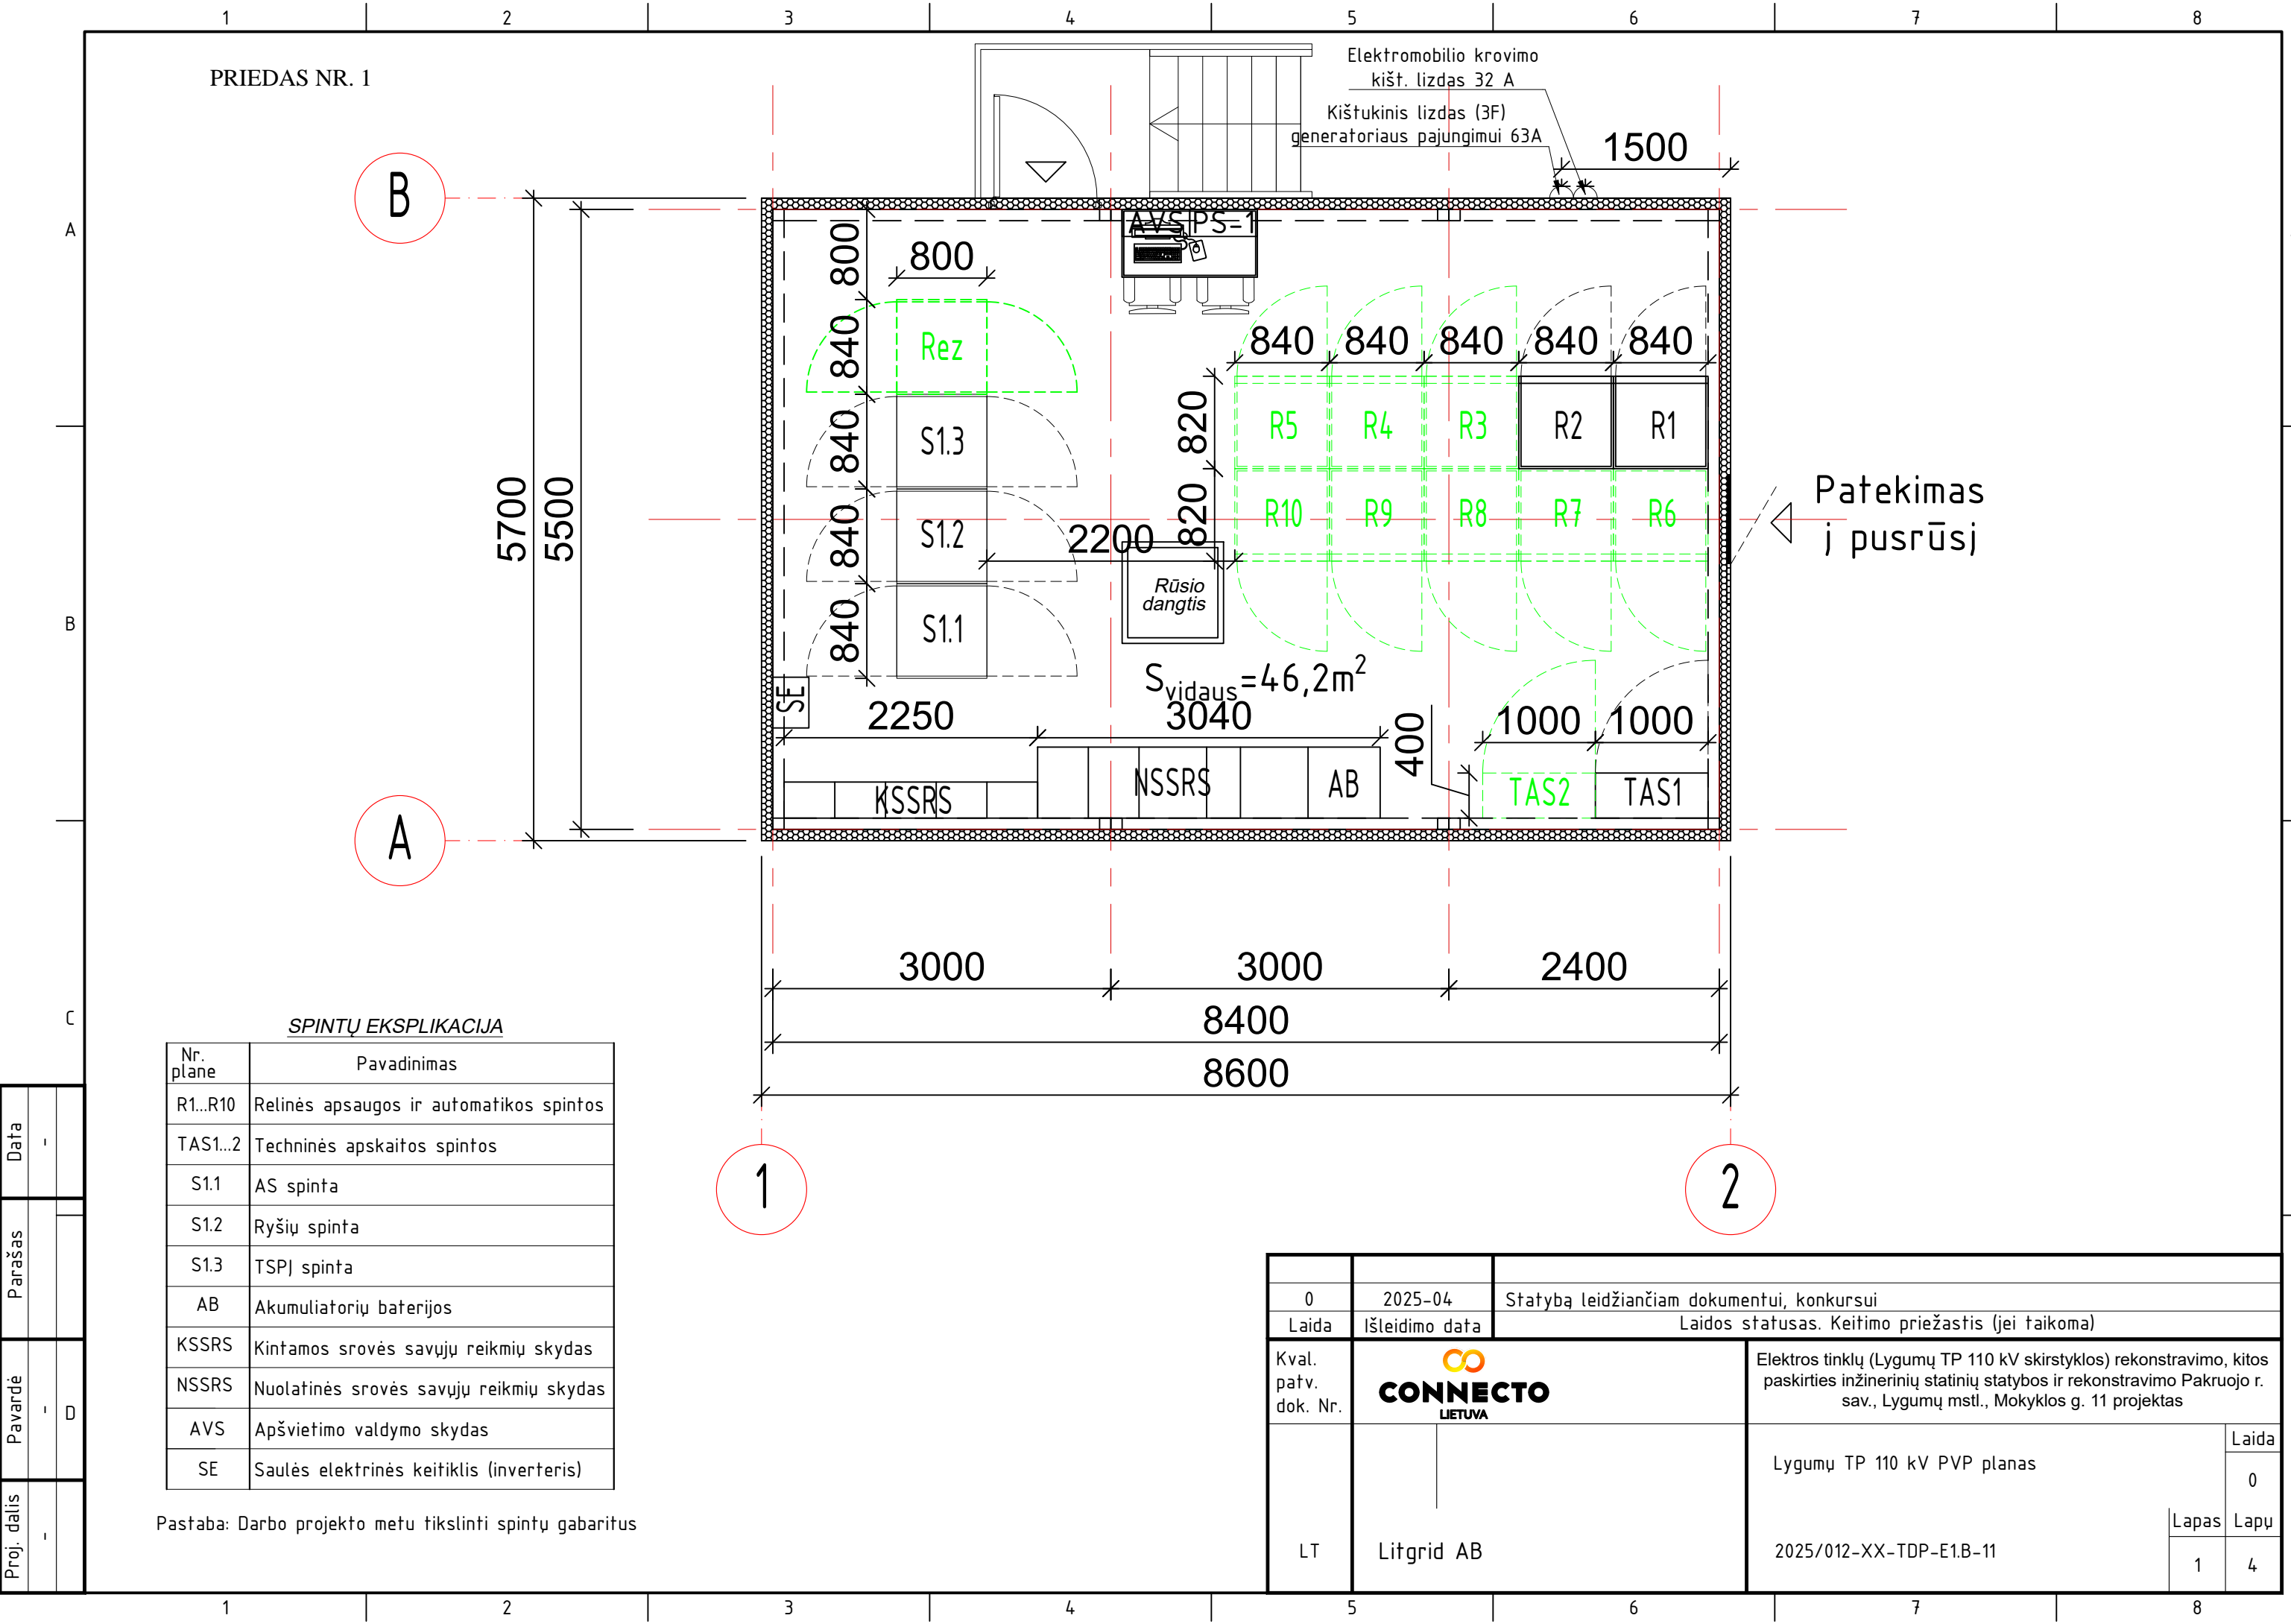 1 2 3 4 5 6 7 8
PRIEDAS NR. 1
Elektromobilio krovimo
kišt. lizdas 32 A
Kištukinis lizdas (3F)
generatoriaus pajungimui 63A
1500
B
A
AVS PS-1
800
800
840
Rez
840 840 840 840 840
840
S1.3
820
R5 R4 R3 R2 R1
5700
5500
840
S1.2
820
R10 R9 R8 R7 R6
2200
Patekimas
į pusrūsį
Rūsio
dangtis
840
S1.1
B
Svidaus=46,2m²
SE
2250
3040
400
1000 1000
KSSRS
NSSRS
AB
TAS2
TAS1
A
3000 3000 2400
8400
8600
C
1
2
SPINTŲ EKSPLIKACIJA
Nr.
plane
Pavadinimas
R1...R10 Relinės apsaugos ir automatikos spintos
TAS1...2 Techninės apskaitos spintos
S1.1 AS spinta
S1.2 Ryšių spinta
S1.3 TSPĮ spinta
AB Akumuliatorių baterijos
KSSRS Kintamos srovės savųjų reikmių skydas
NSSRS Nuolatinės srovės savųjų reikmių skydas
AVS Apšvietimo valdymo skydas
SE Saulės elektrinės keitiklis (inverteris)
Pastaba: Darbo projekto metu tikslinti spintų gabaritus
Data -
Parašas
Pavardė -
D
Proj. dalis -
0 2025-04 Statybą leidžiančiam dokumentui, konkursui
Laida Išleidimo data Laidos statusas. Keitimo priežastis (jei taikoma)
Kval.
patv.
dok. Nr.
CONNECTO
LIETUVA
Elektros tinklų (Lygumų TP 110 kV skirstyklos) rekonstravimo, kitos
paskirties inžinerinių statinių statybos ir rekonstravimo Pakruojo r.
sav., Lygumų mstl., Mokyklos g. 11 projektas
Lygumų TP 110 kV PVP planas
Laida
0
LT Litgrid AB
2025/012-XX-TDP-E1.B-11
Lapas Lapų
1 4
1 2 3 4 5 6 7 8